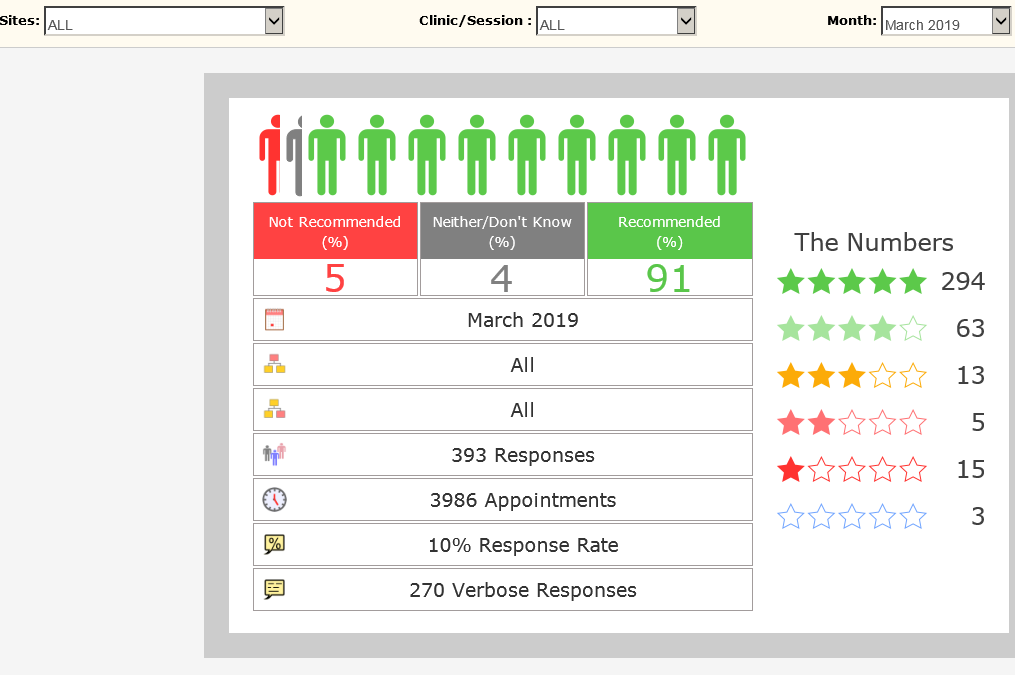 Sites: ALL Clinic/Session : ALL Month: March 2019
Not Recommended (%)
5
Neither/Don't Know (%)
4
Recommended (%)
91
March 2019
All
All
393 Responses
3986 Appointments
% 10% Response Rate
270 Verbose Responses
The Numbers
294
63
13
5
15
3